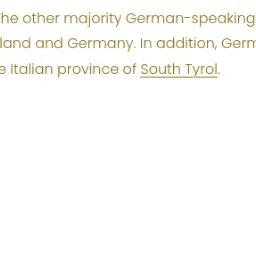 he other majority German-speaking
land and Germany. In addition, Germ
e Italian province of South Tyrol.